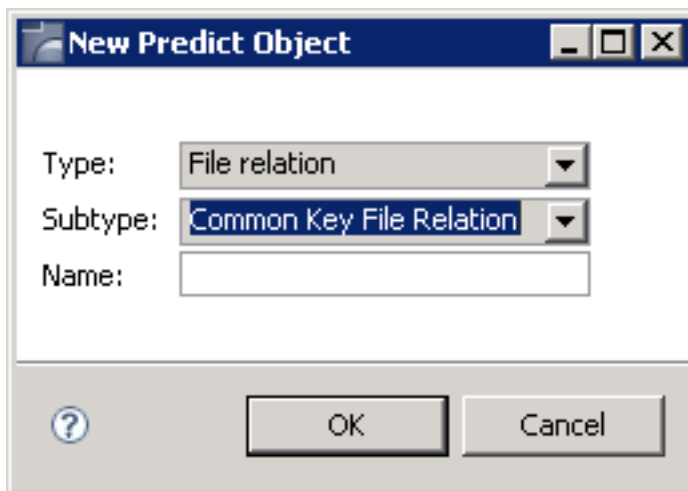 New Predict Object
Type: File relation
Subtype: Common Key File Relation
Name:
? OK Cancel